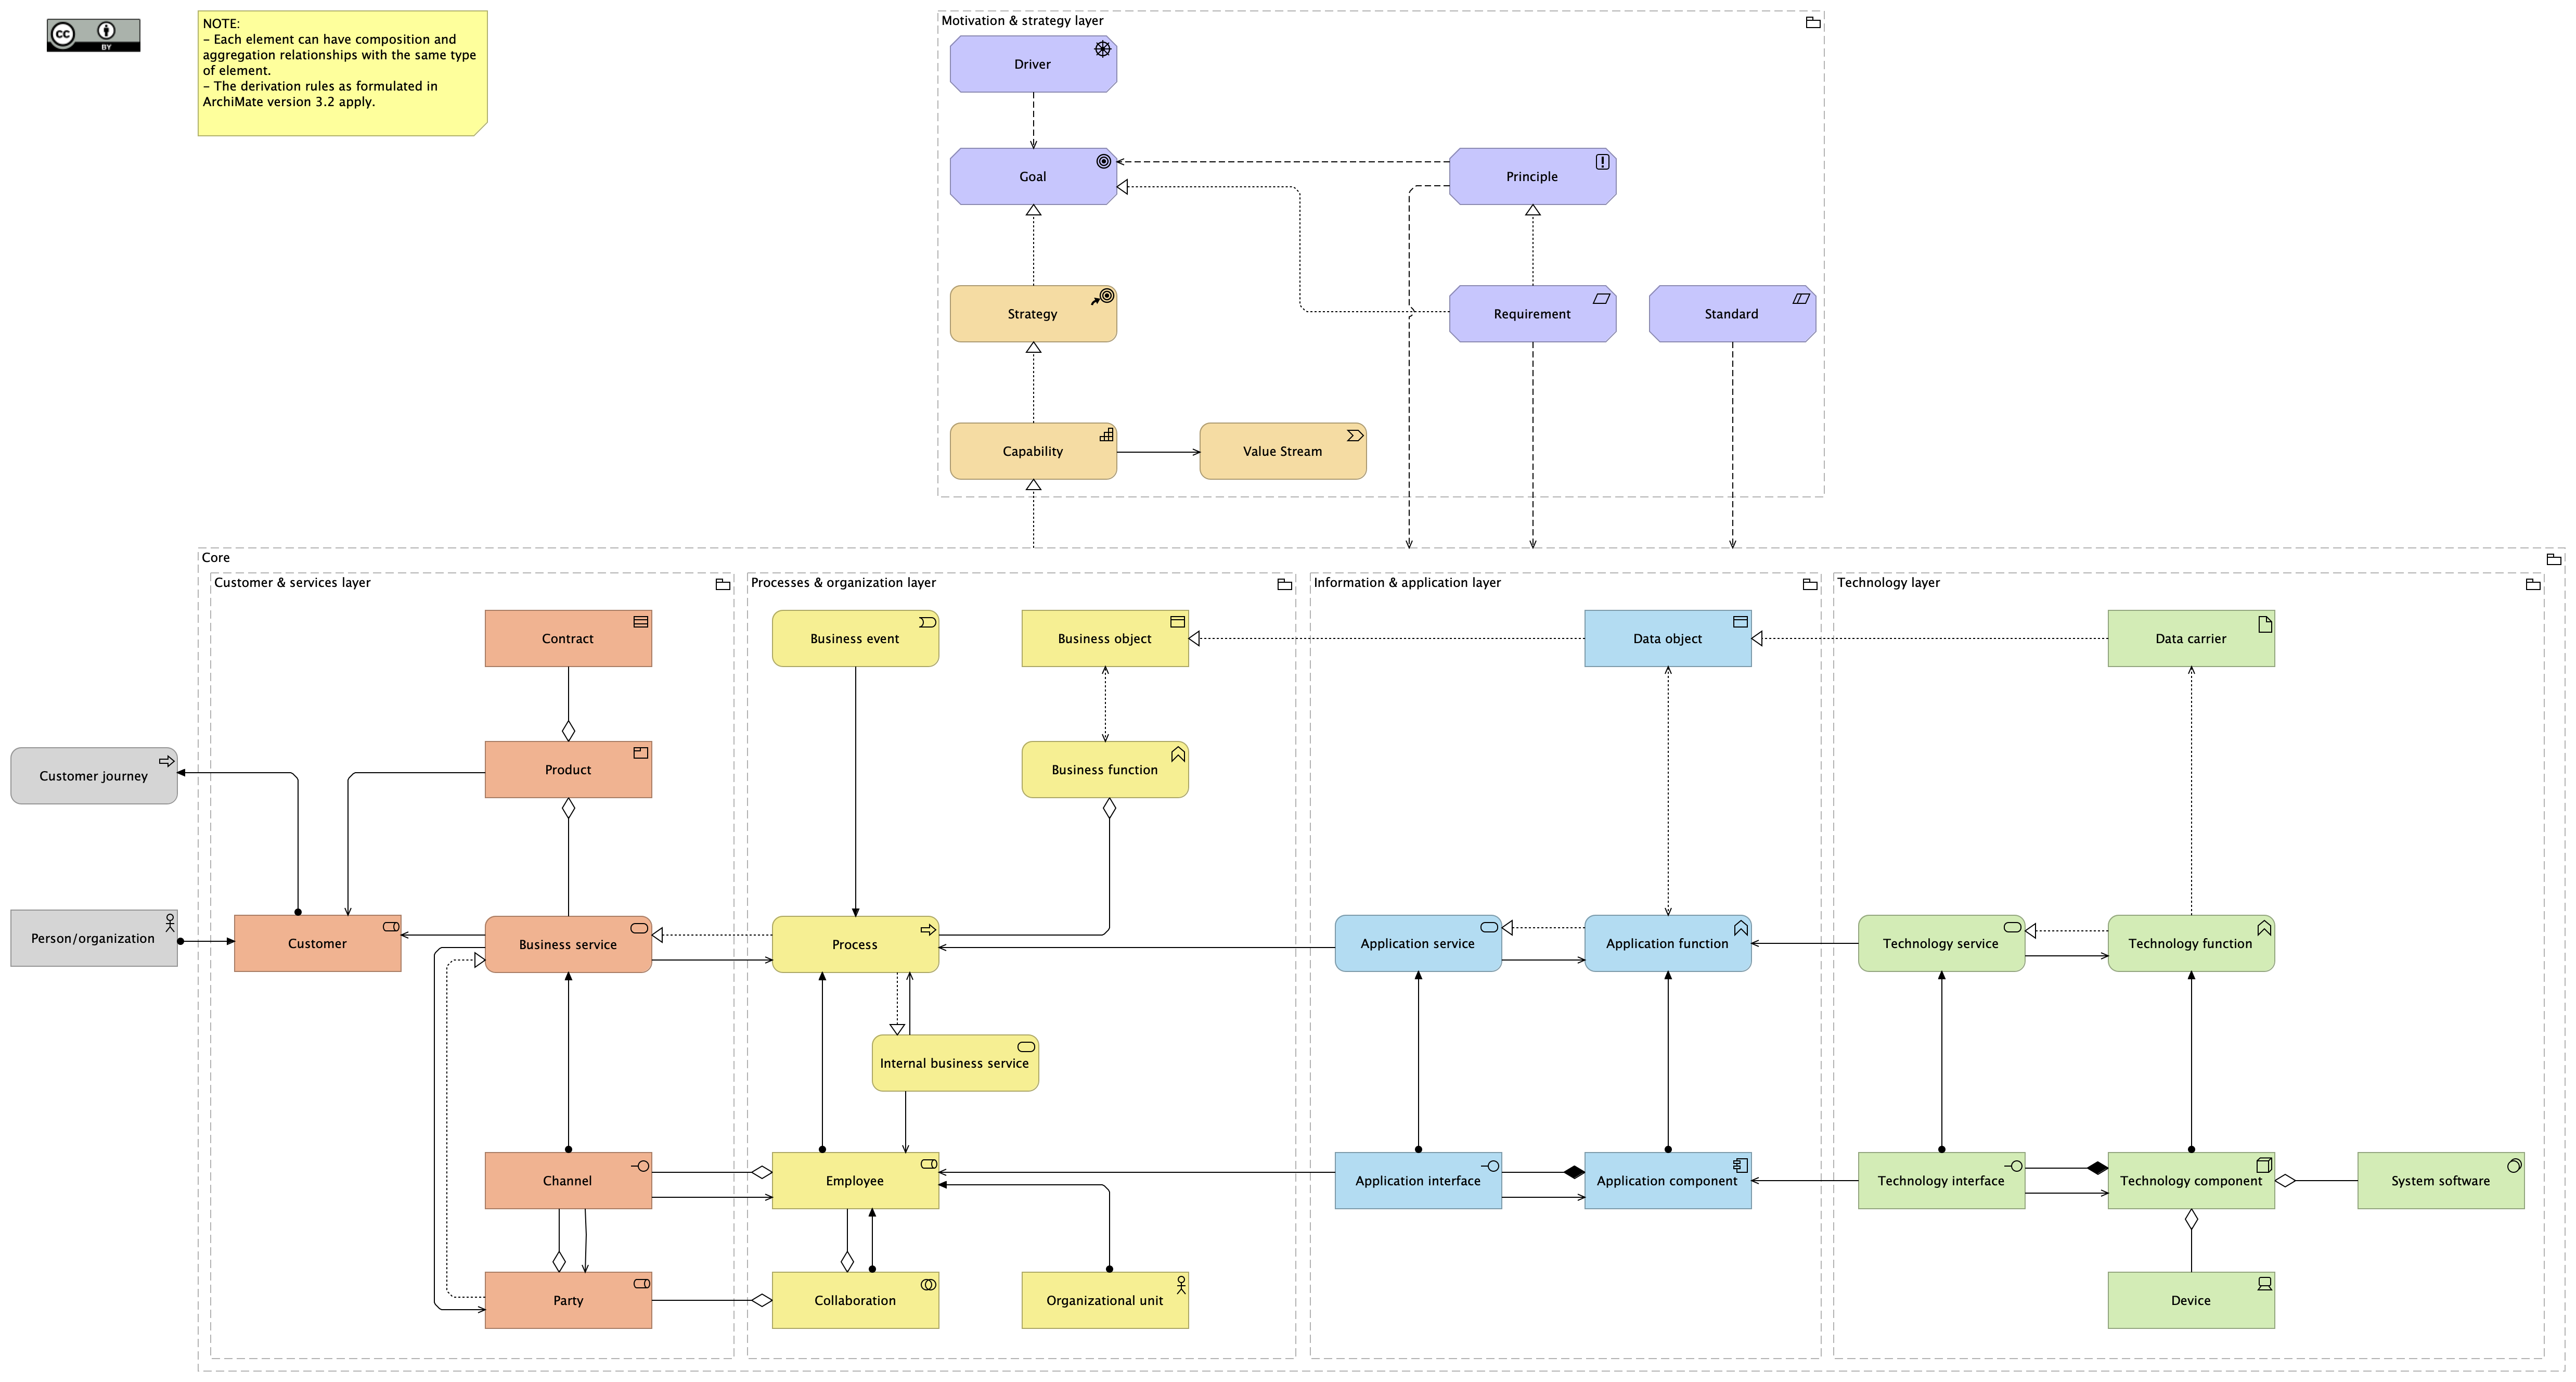 cc
BY
NOTE:
- Each element can have composition and
aggregation relationships with the same type
of element.
- The derivation rules as formulated in
ArchiMate version 3.2 apply.
Motivation & strategy layer
Driver
Goal
Principle
Strategy
Requirement
Standard
Capability
Value Stream
Core
Customer & services layer
Processes & organization layer
Information & application layer
Technology layer
Contract
Business event
Business object
Data object
Data carrier
Customer journey
Product
Business function
Person/organization
Customer
Business service
Process
Application service
Application function
Technology service
Technology function
Internal business service
Channel
Employee
Application interface
Application component
Technology interface
Technology component
System software
Party
Collaboration
Organizational unit
Device